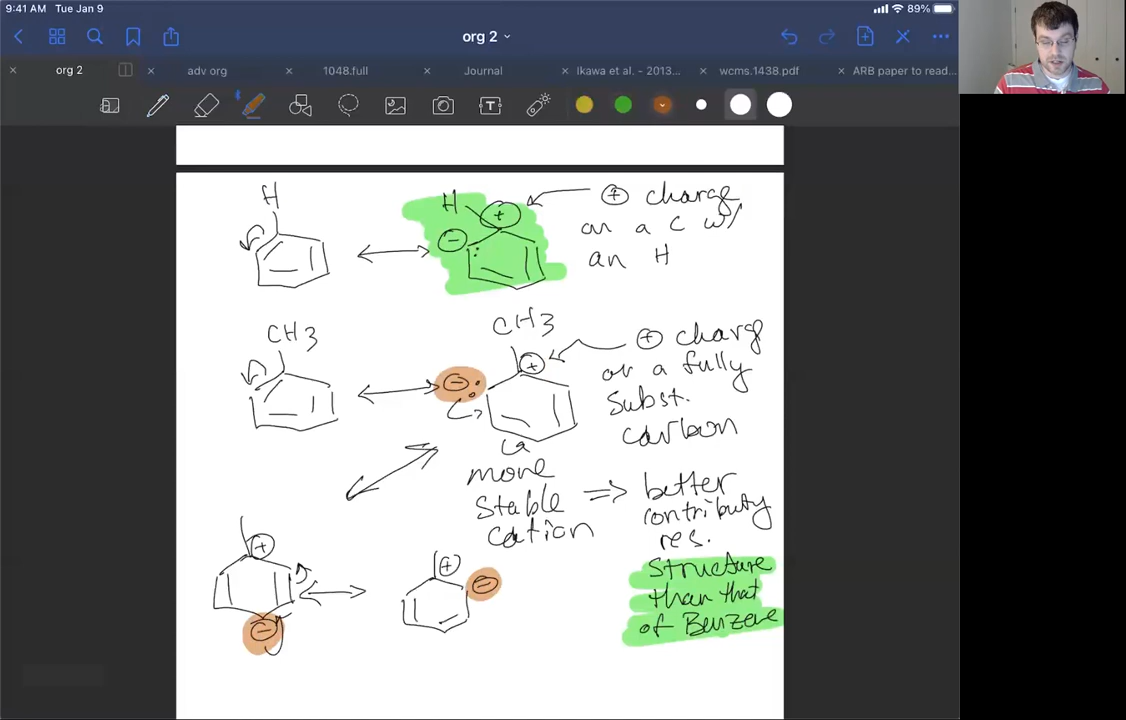 9:41 AM Tue Jan 9
89%
org 2
org 2
adv org
1048.full
Journal
Ikawa et al. - 2013...
wcms.1438.pdf
ARB paper to read...
T
H
H
+
−
+ charge
on a C w/
an H
CH3
CH3
+
−
+ charge
on a fully
subst.
carbon
more
stable
cation
⇒ better
contributy
res.
structure
than that
of Benzene
+
−
+
−